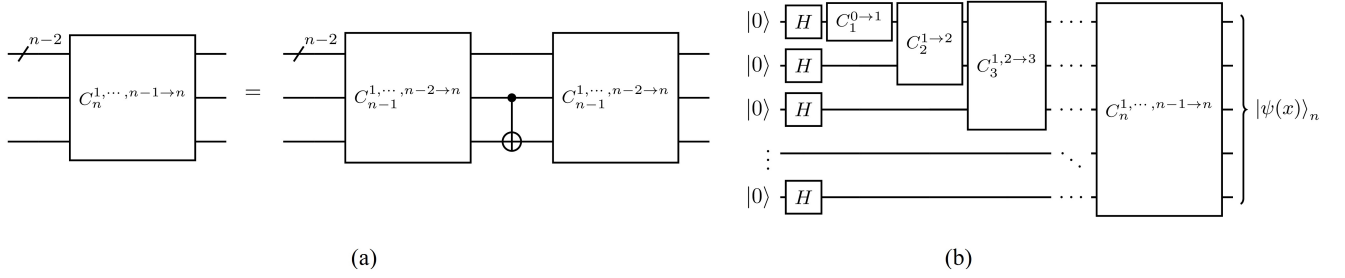 n−2
C_n^{1,⋯,n−1→n}
=
n−2
C_{n−1}^{1,⋯,n−2→n}
C_{n−1}^{1,⋯,n−2→n}
(a)
|0⟩ H C_1^{0→1} C_2^{1→2} C_3^{1,2→3} ⋯ C_n^{1,⋯,n−1→n} ⋯
|0⟩ H ⋯
|0⟩ H ⋯ |ψ(x)⟩_n
⋮ ⋱
|0⟩ H ⋯
(b)